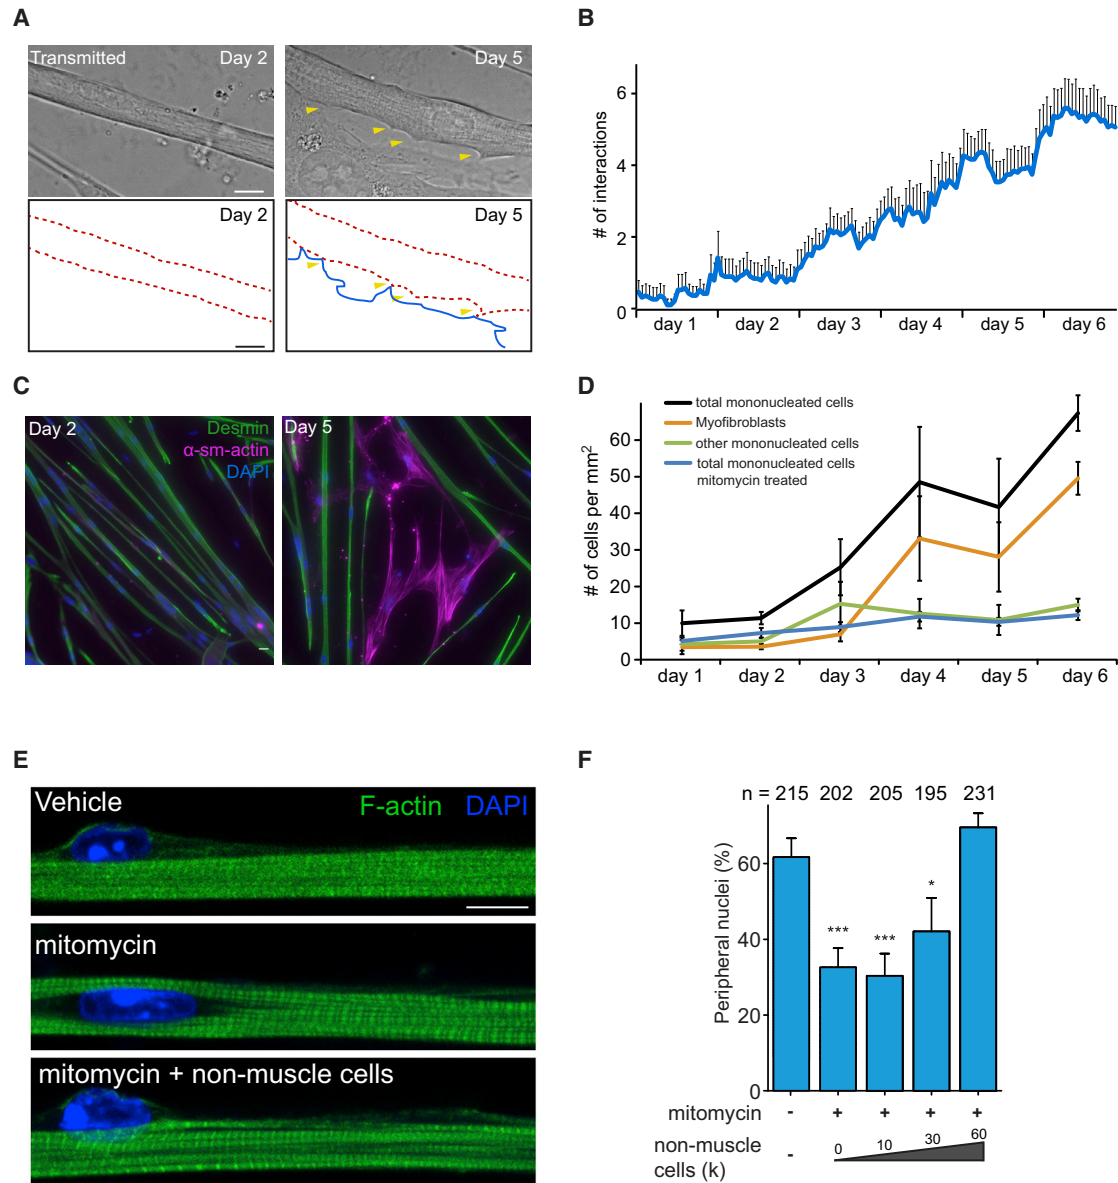 A
Transmitted Day 2
Day 5
Day 2
Day 5
B
# of interactions
6
4
2
0
day 1 day 2 day 3 day 4 day 5 day 6
C
Day 2
Desmin
α-sm-actin
DAPI
Day 5
D
# of cells per mm2
60
50
40
30
20
10
0
total mononucleated cells
Myofibroblasts
other mononucleated cells
total mononucleated cells
mitomycin treated
day 1 day 2 day 3 day 4 day 5 day 6
E
Vehicle F-actin DAPI
mitomycin
mitomycin + non-muscle cells
F
n = 215 202 205 195 231
Peripheral nuclei (%)
60
40
20
0
*** *** *
mitomycin - + + + +
non-muscle cells (k) - 0 10 30 60